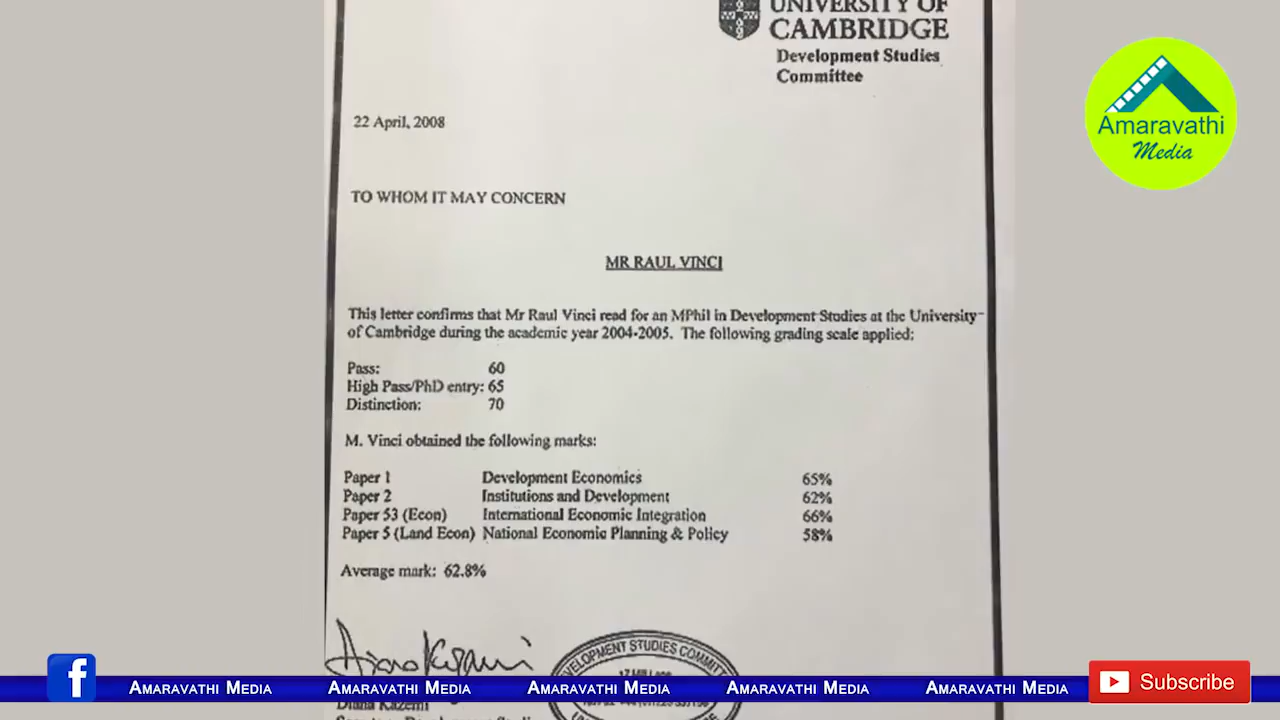 UNIVERSITY OF
CAMBRIDGE
Development Studies
Committee
Amaravathi
Media
22 April, 2008
TO WHOM IT MAY CONCERN
MR RAUL VINCI
This letter confirms that Mr Raul Vinci read for an MPhil in Development Studies at the University
of Cambridge during the academic year 2004-2005. The following grading scale applied:
Pass: 60
High Pass/PhD entry: 65
Distinction: 70
M. Vinci obtained the following marks:
Paper 1 Development Economics 65%
Paper 2 Institutions and Development 62%
Paper 53 (Econ) International Economic Integration 66%
Paper 5 (Land Econ) National Economic Planning & Policy 58%
Average mark: 62.8%
DEVELOPMENT STUDIES COMMITTEE
f
Amaravathi Media Amaravathi Media Amaravathi Media Amaravathi Media Amaravathi Media
Subscribe
Diana Kazemi